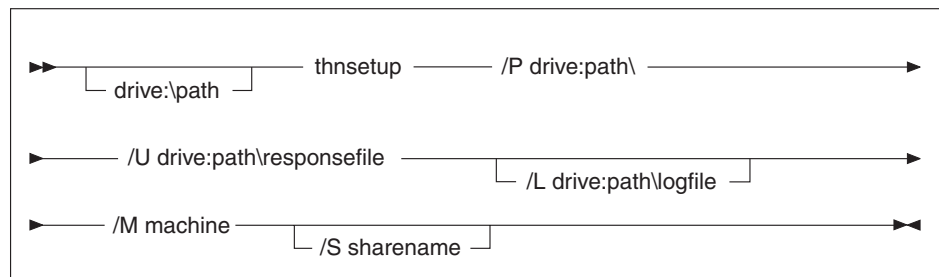 thnsetup /P drive:path\
drive:\path
/U drive:path\responsefile
/L drive:path\logfile
/M machine
/S sharename